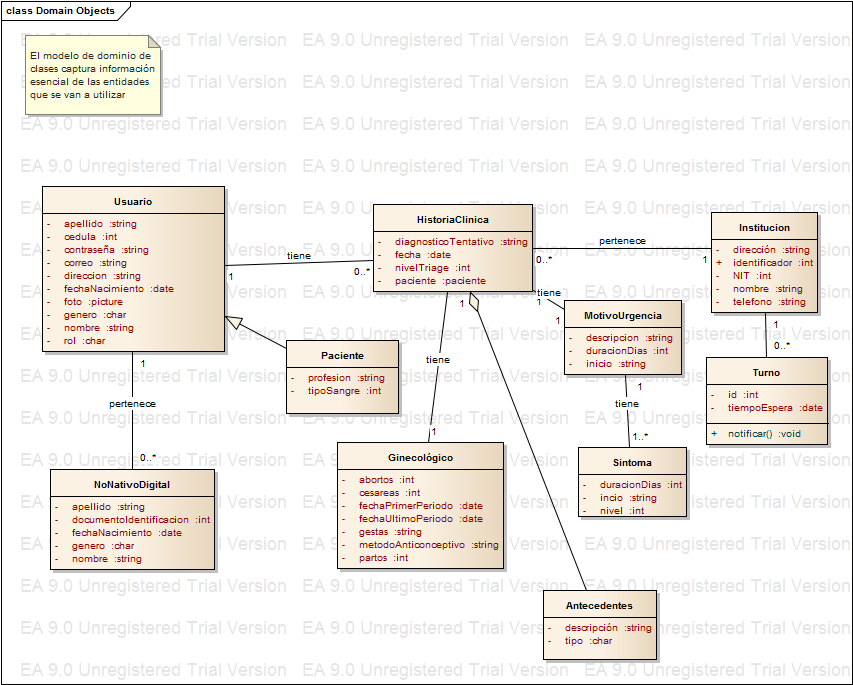 class Domain Objects
El modelo de dominio de
clases captura información
esencial de las entidades
que se van a utilizar
EA 9.0 Unregistered Trial Version
Usuario
- apellido :string
- cedula :int
- contraseña :string
- correo :string
- direccion :string
- fechaNacimiento :date
- foto :picture
- genero :char
- nombre :string
- rol :char
tiene
1
0..*
HistoriaClinica
- diagnosticoTentativo :string
- fecha :date
- nivelTriage :int
- paciente :paciente
pertenece
0..*
1
Institucion
- dirección :string
+ identificador :int
- NIT :int
- nombre :string
- telefono :string
1
0..*
Turno
- id :int
- tiempoEspera :date
+ notificar() :void
tiene
1
1
MotivoUrgencia
- descripcion :string
- duracionDias :int
- inicio :string
1
tiene
1..*
Sintoma
- duracionDias :int
- incio :string
- nivel :int
Paciente
- profesion :string
- tipoSangre :int
1
pertenece
0..*
NoNativoDigital
- apellido :string
- documentoIdentificacion :int
- fechaNacimiento :date
- genero :char
- nombre :string
1
tiene
1
Ginecológico
- abortos :int
- cesareas :int
- fechaPrimerPeriodo :date
- fechaUltimoPeriodo :date
- gestas :string
- metodoAnticonceptivo :string
- partos :int
Antecedentes
- descripción :string
- tipo :char